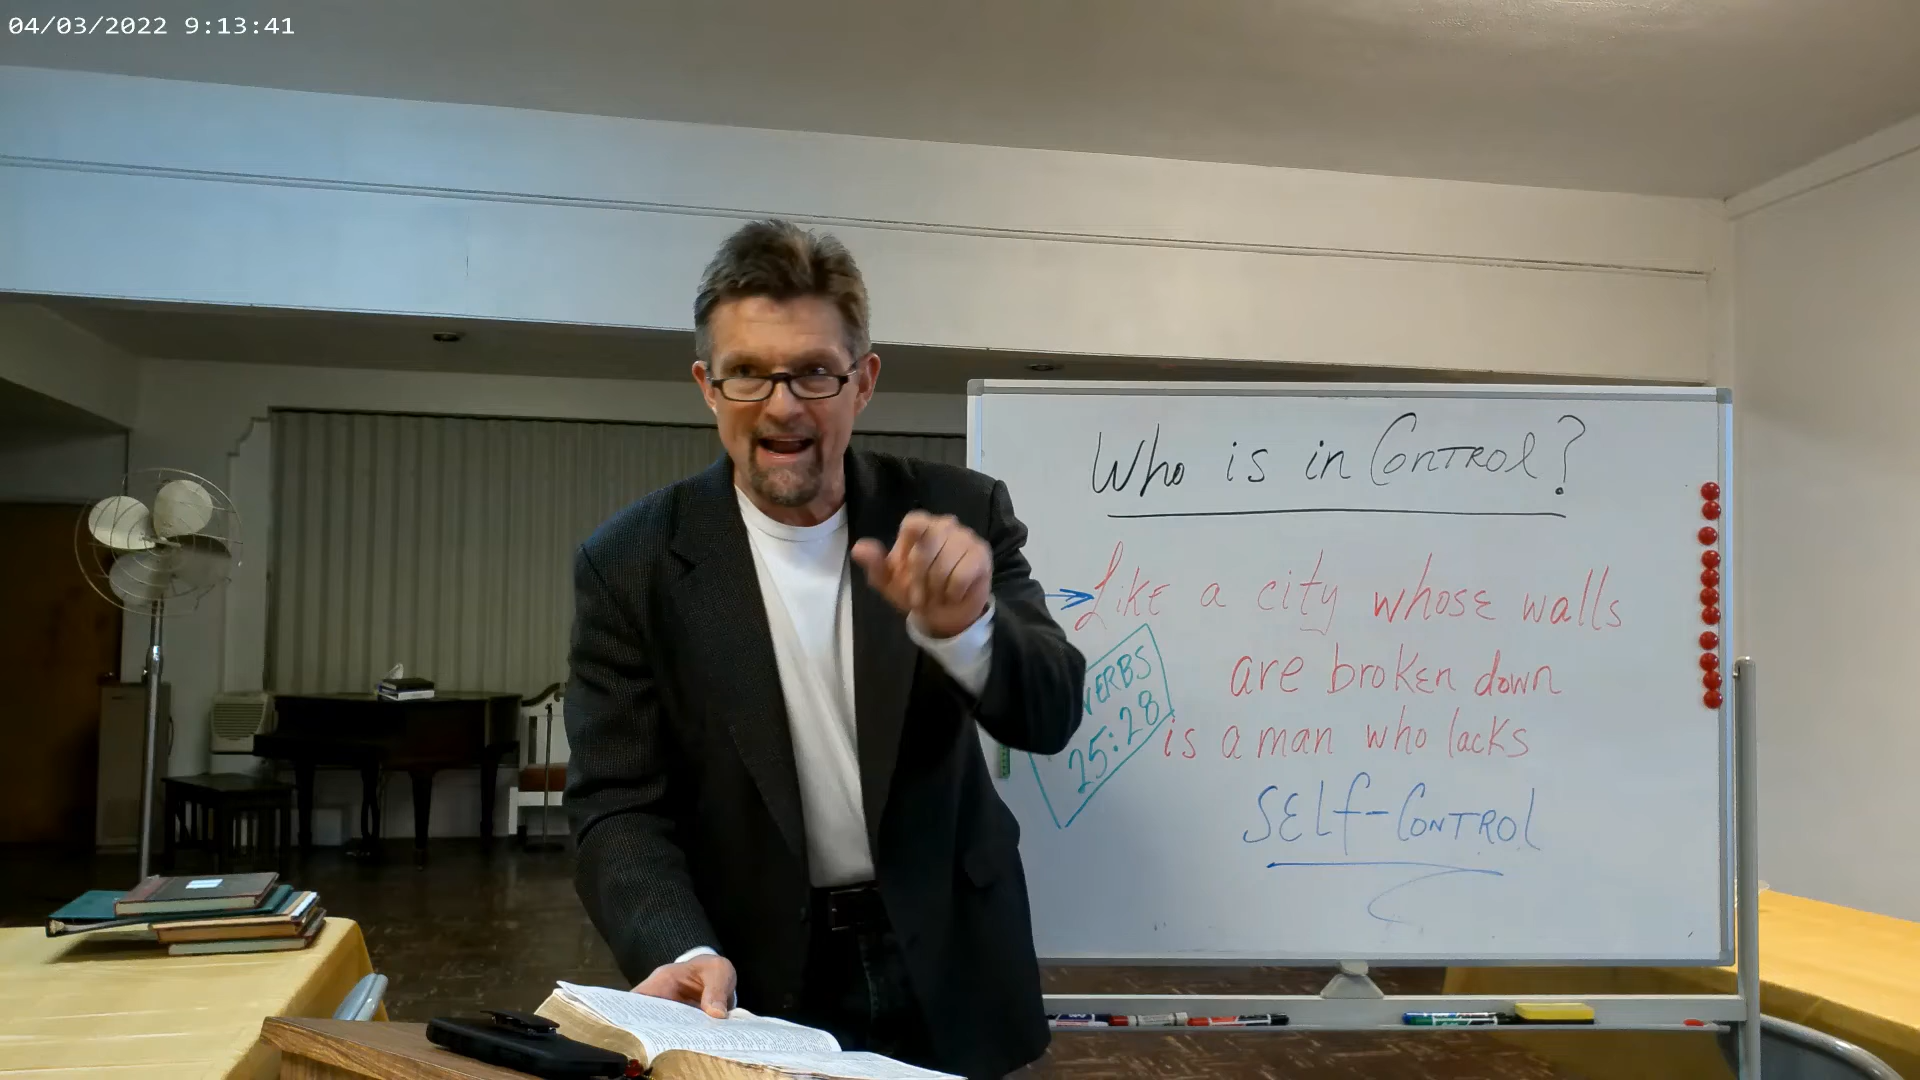 04/03/2022 9:13:41
Who is in Control?
Like a city whose walls
are broken down
VERBS
25:28
is a man who lacks
Self-Control